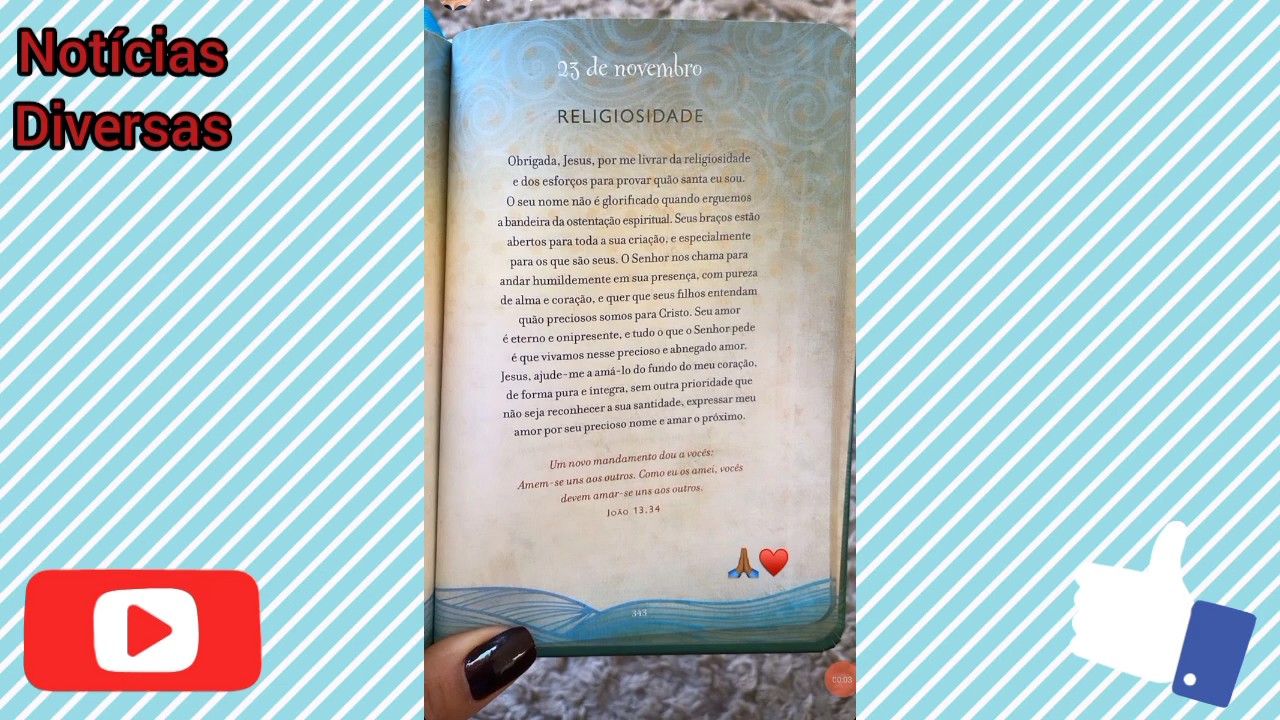 Notícias
Diversas
23 de novembro
RELIGIOSIDADE
Obrigada, Jesus, por me livrar da religiosidade
e dos esforços para provar quão santa eu sou.
O seu nome não é glorificado quando erguemos
a bandeira da ostentação espiritual. Seus braços estão
abertos para toda a sua criação, e especialmente
para os que são seus. O Senhor nos chama para
andar humildemente em sua presença, com pureza
de alma e coração, e quer que seus filhos entendam
quão preciosos somos para Cristo. Seu amor
é eterno e onipresente, e tudo o que o Senhor pede
é que vivamos nesse precioso e abnegado amor.
Jesus, ajude-me a amá-lo do fundo do meu coração,
de forma pura e íntegra, sem outra prioridade que
não seja reconhecer a sua santidade, expressar meu
amor por seu precioso nome e amar o próximo.
Um novo mandamento dou a vocês:
Amem-se uns aos outros. Como eu os amei, vocês
devem amar-se uns aos outros.
JOÃO 13.34
343
00:03